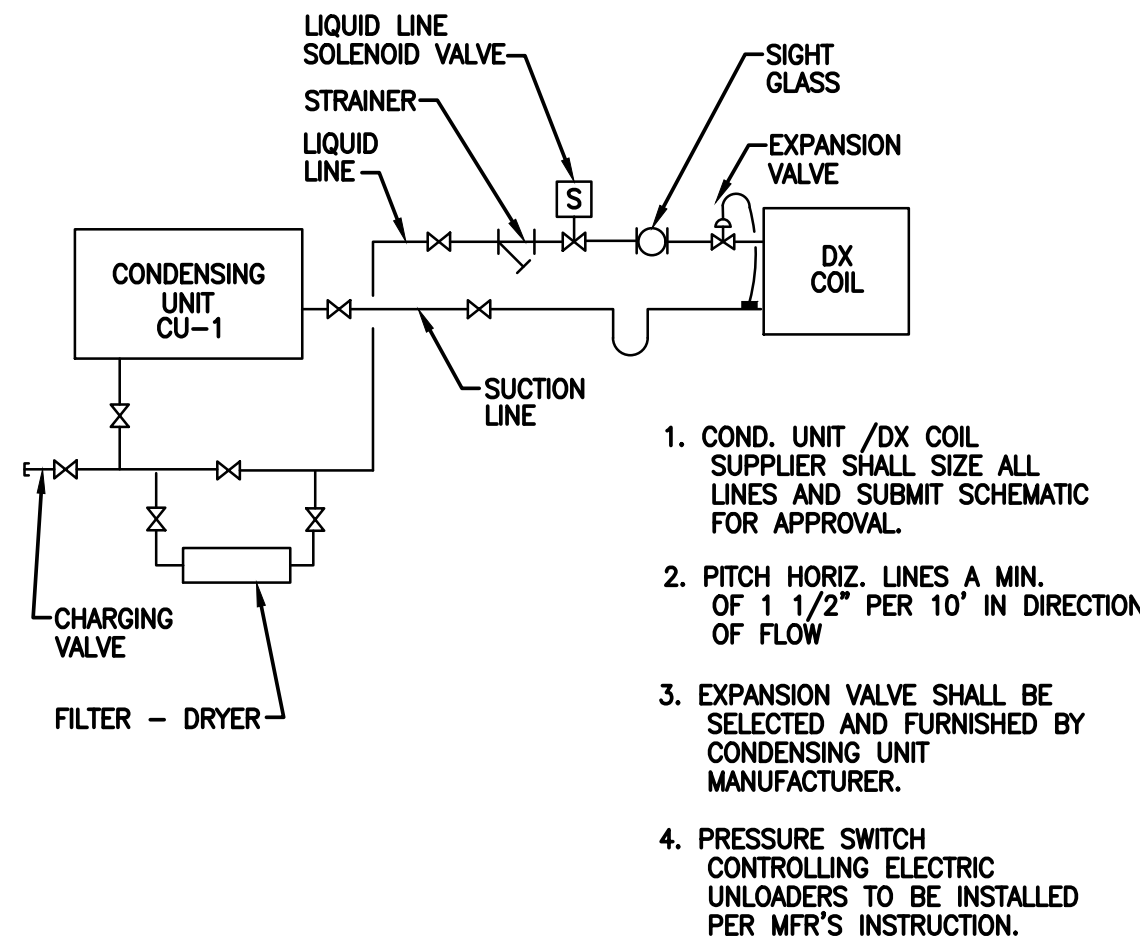 LIQUID LINE
SOLENOID VALVE
STRAINER
LIQUID
LINE
SIGHT
GLASS
EXPANSION
VALVE
S
CONDENSING
UNIT
CU-1
DX
COIL
SUCTION
LINE
CHARGING
VALVE
FILTER - DRYER
1. COND. UNIT /DX COIL
SUPPLIER SHALL SIZE ALL
LINES AND SUBMIT SCHEMATIC
FOR APPROVAL.
2. PITCH HORIZ. LINES A MIN.
OF 1 1/2" PER 10' IN DIRECTION
OF FLOW
3. EXPANSION VALVE SHALL BE
SELECTED AND FURNISHED BY
CONDENSING UNIT
MANUFACTURER.
4. PRESSURE SWITCH
CONTROLLING ELECTRIC
UNLOADERS TO BE INSTALLED
PER MFR'S INSTRUCTION.